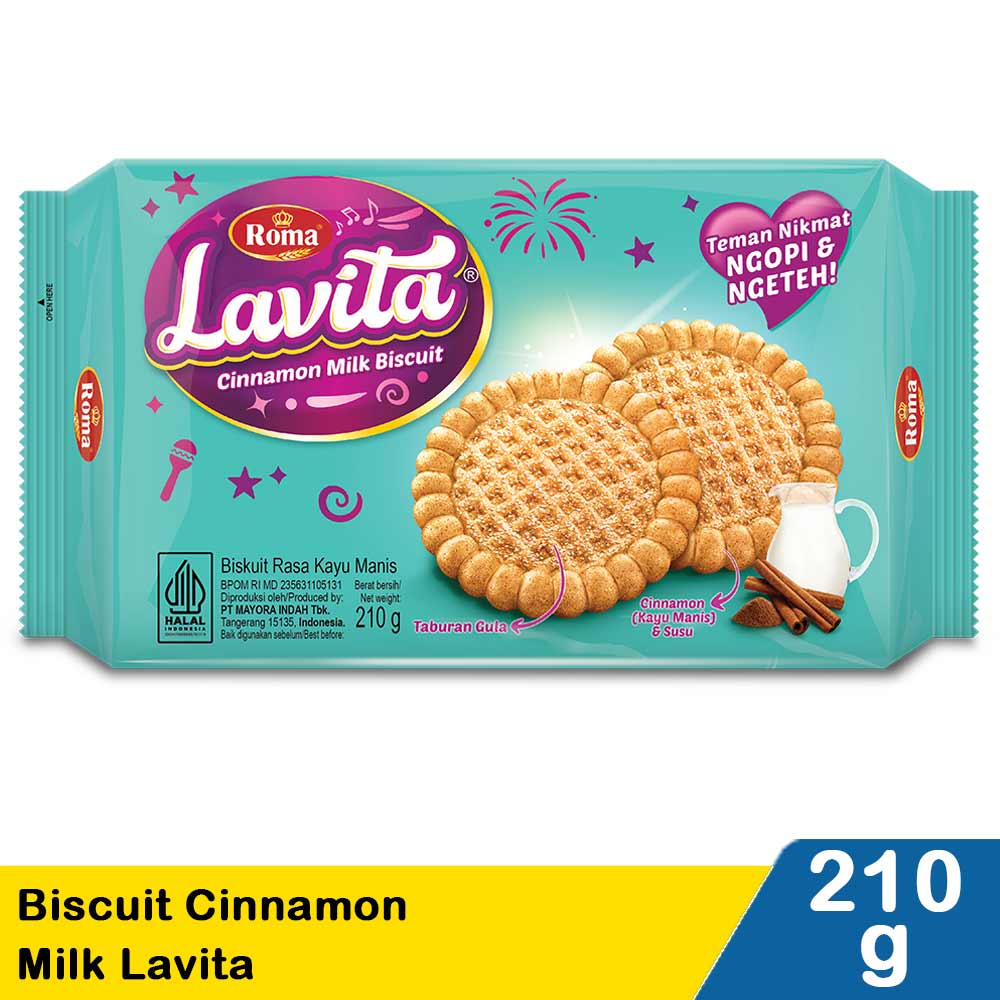 Roma
Lavita®
Cinnamon Milk Biscuit
Teman Nikmat
NGOPI &
NGETEH!
OPEN HERE
Roma
Roma
HALAL
INDONESIA
Biskuit Rasa Kayu Manis
BPOM RI MD 235631105131
Diproduksi oleh/Produced by:
PT MAYORA INDAH Tbk.
Tangerang 15135, Indonesia.
Baik digunakan sebelum/Best before:
Berat bersih/
Net weight:
210 g
Taburan Gula
Cinnamon
(Kayu Manis)
& Susu
Biscuit Cinnamon
Milk Lavita
210
g